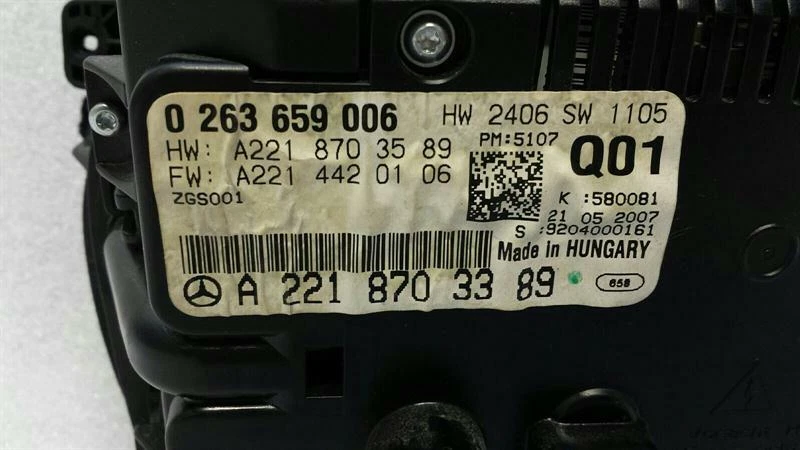 0 263 659 006 HW 2406 SW 1105
HW: A221 870 35 89 PM:5107 Q01
FW: A221 442 01 06
ZGS001 K :580081
21 05 2007
S :9204000161
Made in HUNGARY
A 221 870 33 89 658